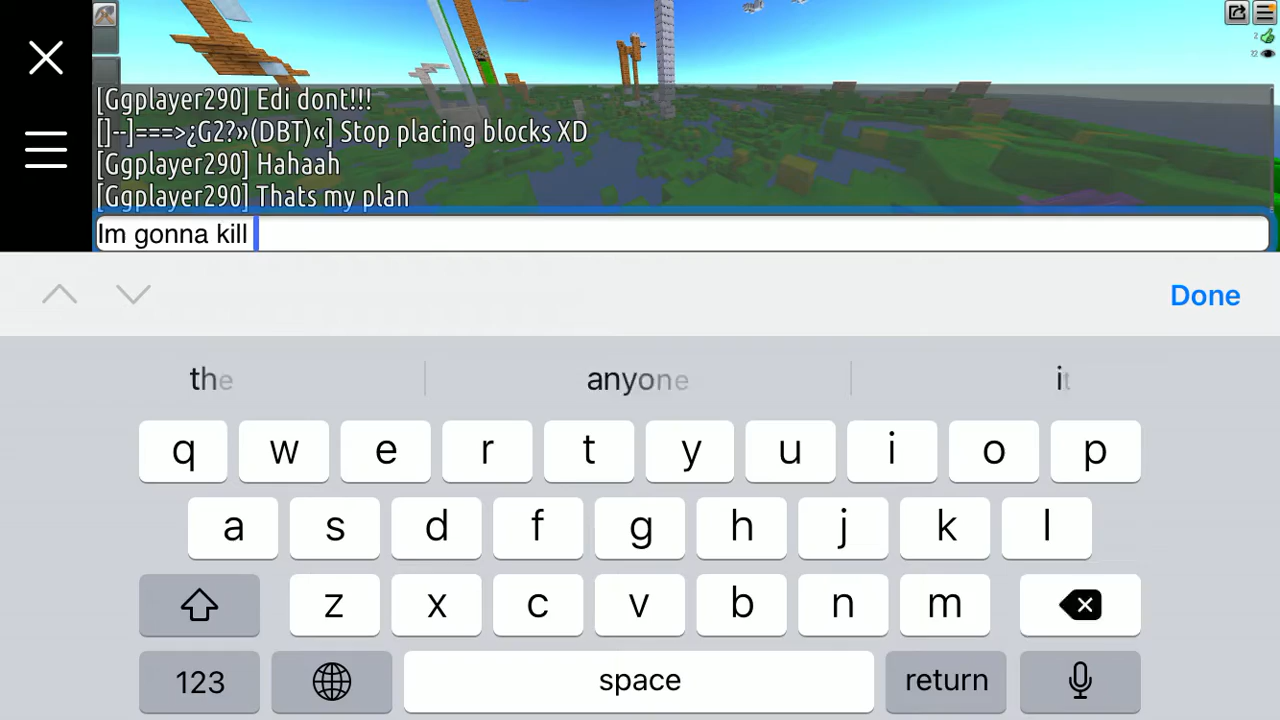 [Ggplayer290] Edi dont!!!
[]--]===>¿G2?»(DBT)«] Stop placing blocks XD
[Ggplayer290] Hahaah
[Ggplayer290] Thats my plan
Im gonna kill
Done
the anyone it
q w e r t y u i o p
a s d f g h j k l
z x c v b n m
123 space return
2